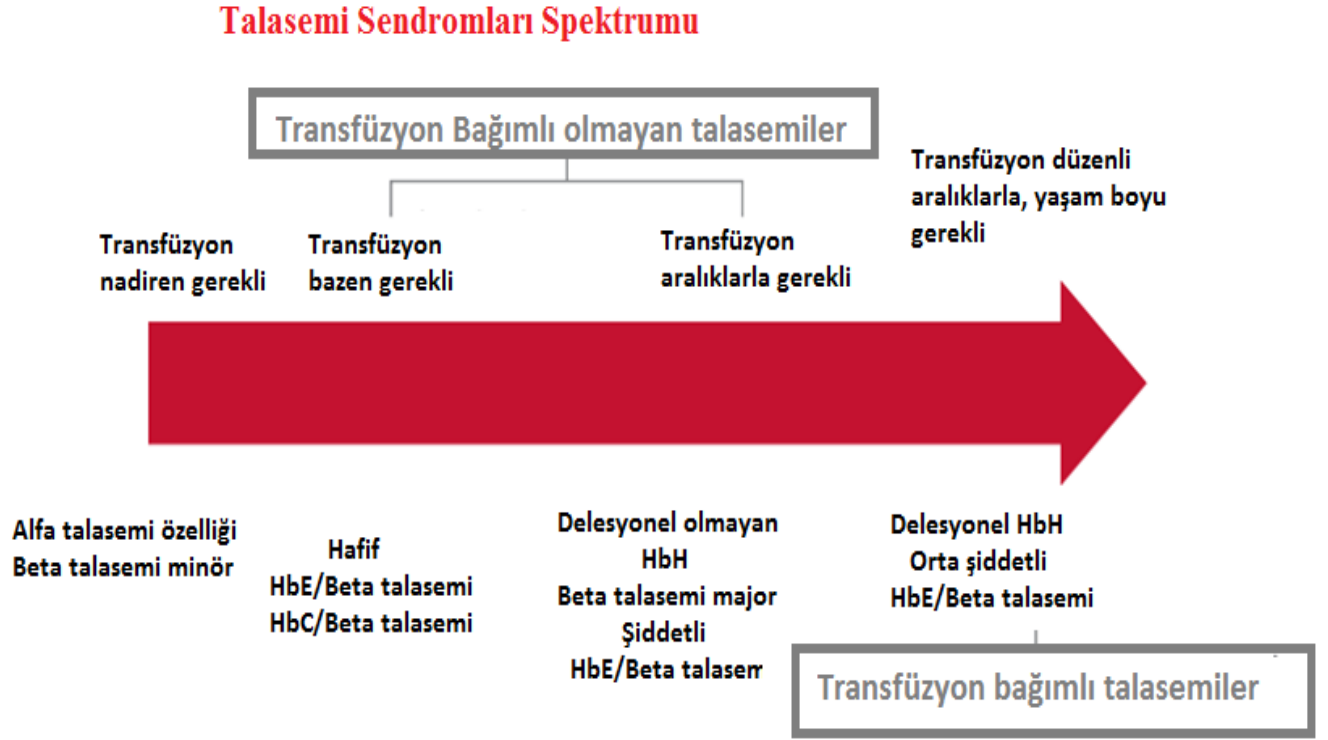 Talasemi Sendromları Spektrumu
Transfüzyon Bağımlı olmayan talasemiler
Transfüzyon düzenli
aralıklarla, yaşam boyu
gerekli
Transfüzyon
nadiren gerekli
Transfüzyon
bazen gerekli
Transfüzyon
aralıklarla gerekli
Alfa talasemi özelliği
Beta talasemi minör
Hafif
HbE/Beta talasemi
HbC/Beta talasemi
Delesyonel olmayan
HbH
Beta talasemi major
Şiddetli
HbE/Beta talasem
Delesyonel HbH
Orta şiddetli
HbE/Beta talasemi
Transfüzyon bağımlı talasemiler